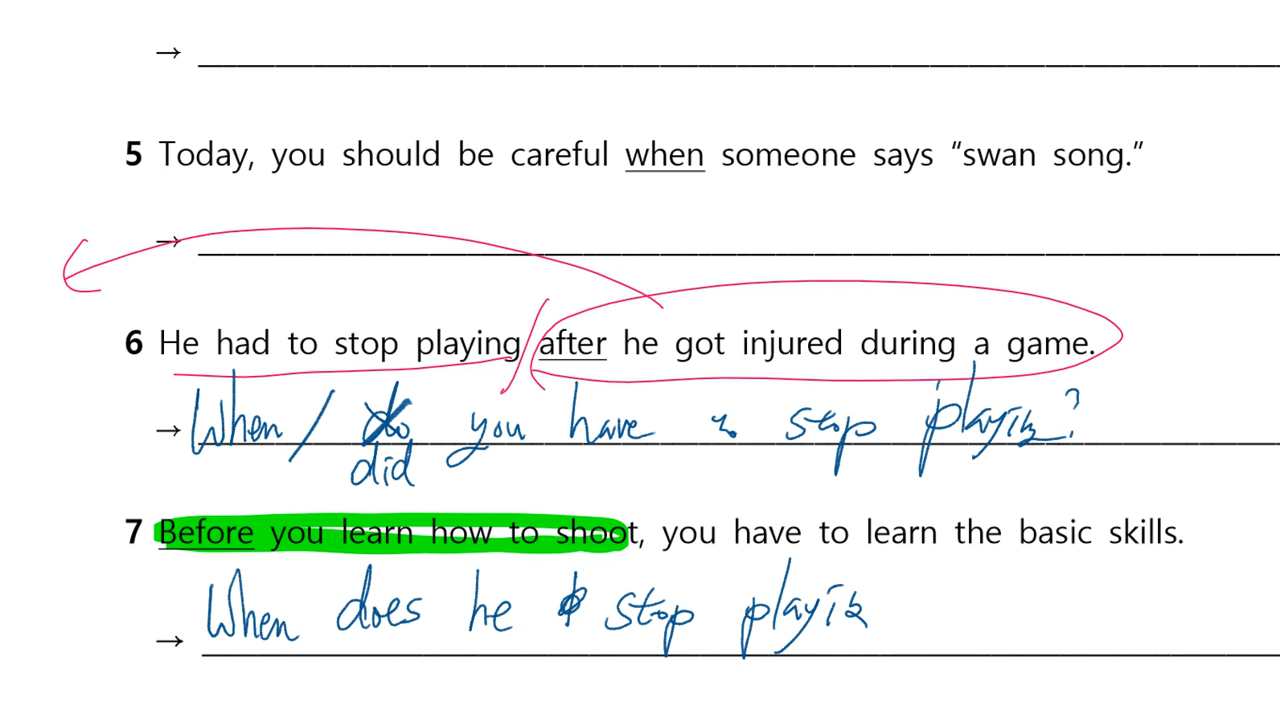 →
5 Today, you should be careful when someone says “swan song.”
→
6 He had to stop playing / after he got injured during a game.
→ When / do you have to stop playing?
did
7 Before you learn how to shoot, you have to learn the basic skills.
When does he stop playing
→